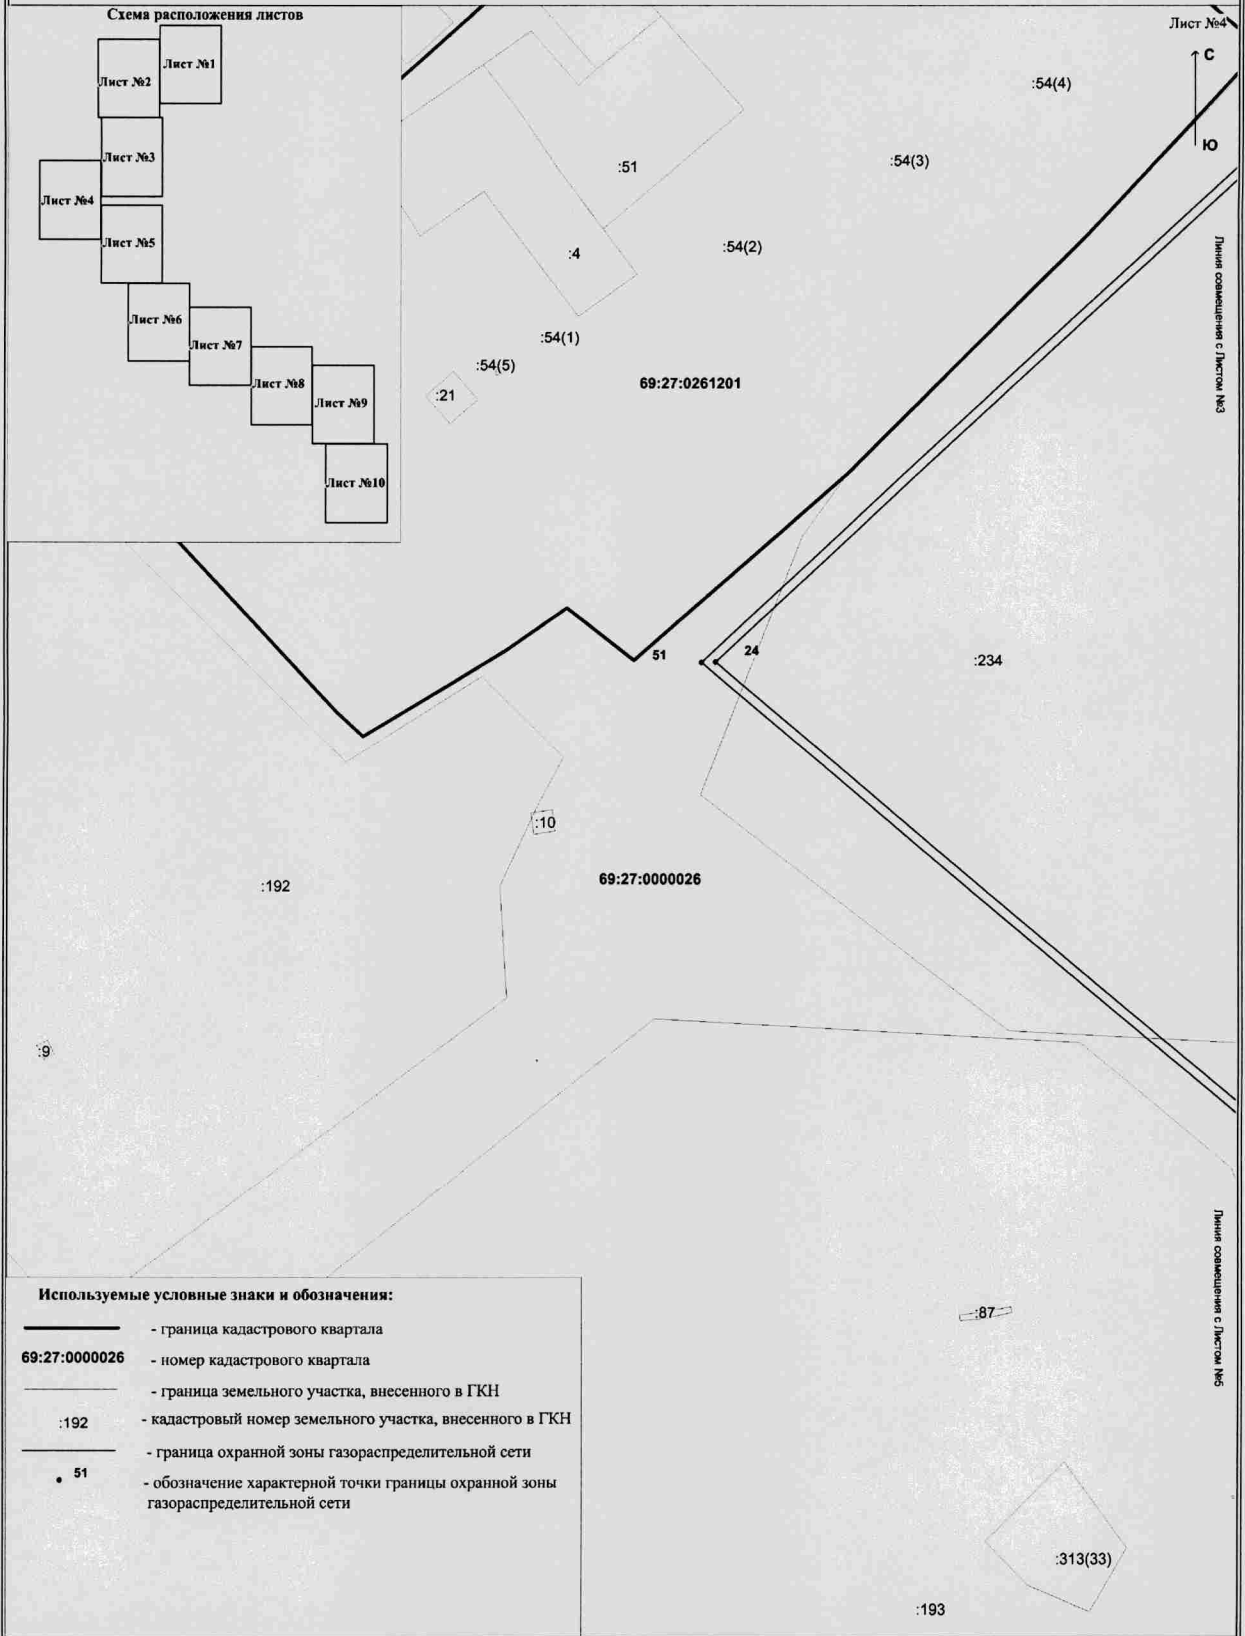 Схема расположения листов
Лист №1
Лист №2
Лист №3
Лист №4
Лист №5
Лист №6
Лист №7
Лист №8
Лист №9
Лист №10
Лист №4
С
Ю
:54(4)
:54(3)
:51
:54(2)
:4
:54(1)
:54(5)
:21
69:27:0261201
Линия совмещения с Листом №3
51
24
:234
:10
:192
69:27:0000026
:9
Линия совмещения с Листом №5
:87
:313(33)
:193
Используемые условные знаки и обозначения:
- граница кадастрового квартала
69:27:0000026 - номер кадастрового квартала
- граница земельного участка, внесенного в ГКН
:192 - кадастровый номер земельного участка, внесенного в ГКН
- граница охранной зоны газораспределительной сети
51 - обозначение характерной точки границы охранной зоны
газораспределительной сети